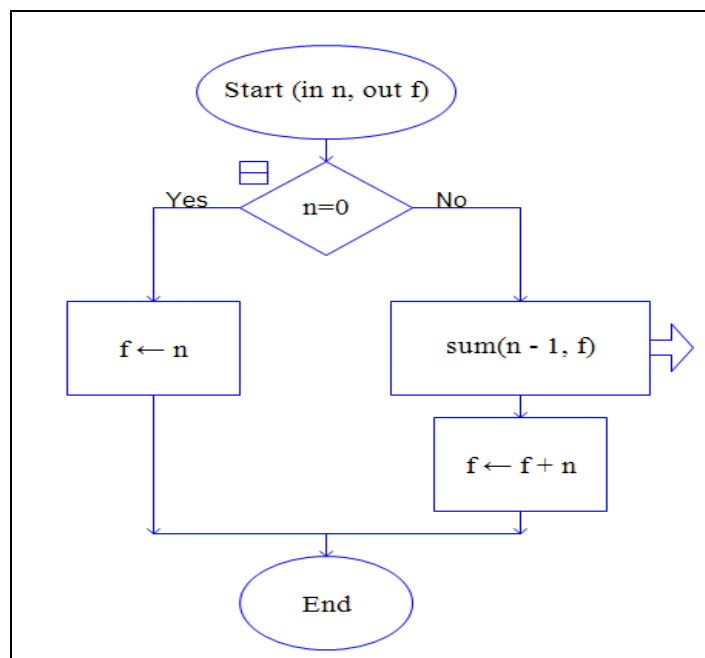 Start (in n, out f)
n=0
Yes
No
f ← n
sum(n - 1, f)
f ← f + n
End